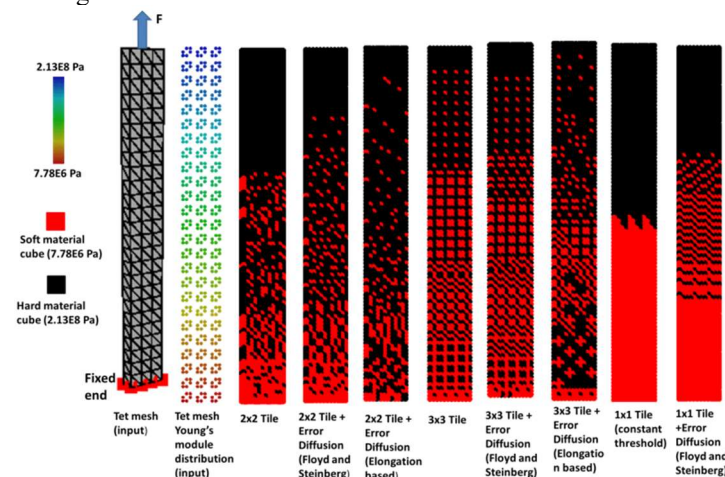 F
2.13E8 Pa
7.78E6 Pa
Soft material
cube (7.78E6 Pa)
Hard material
cube (2.13E8 Pa)
Fixed
end
Tet mesh
(input)
Tet mesh
Young's
module
distribution
(input)
2x2 Tile
2x2 Tile +
Error
Diffusion
(Floyd and
Steinberg)
2x2 Tile +
Error
Diffusion
(Elongation
based)
3x3 Tile
3x3 Tile +
Error
Diffusion
(Floyd and
Steinberg)
3x3 Tile +
Error
Diffusion
(Elongatio
n based)
1x1 Tile
(constant
threshold)
1x1 Tile
+Error
Diffusion
(Floyd and
Steinberg)